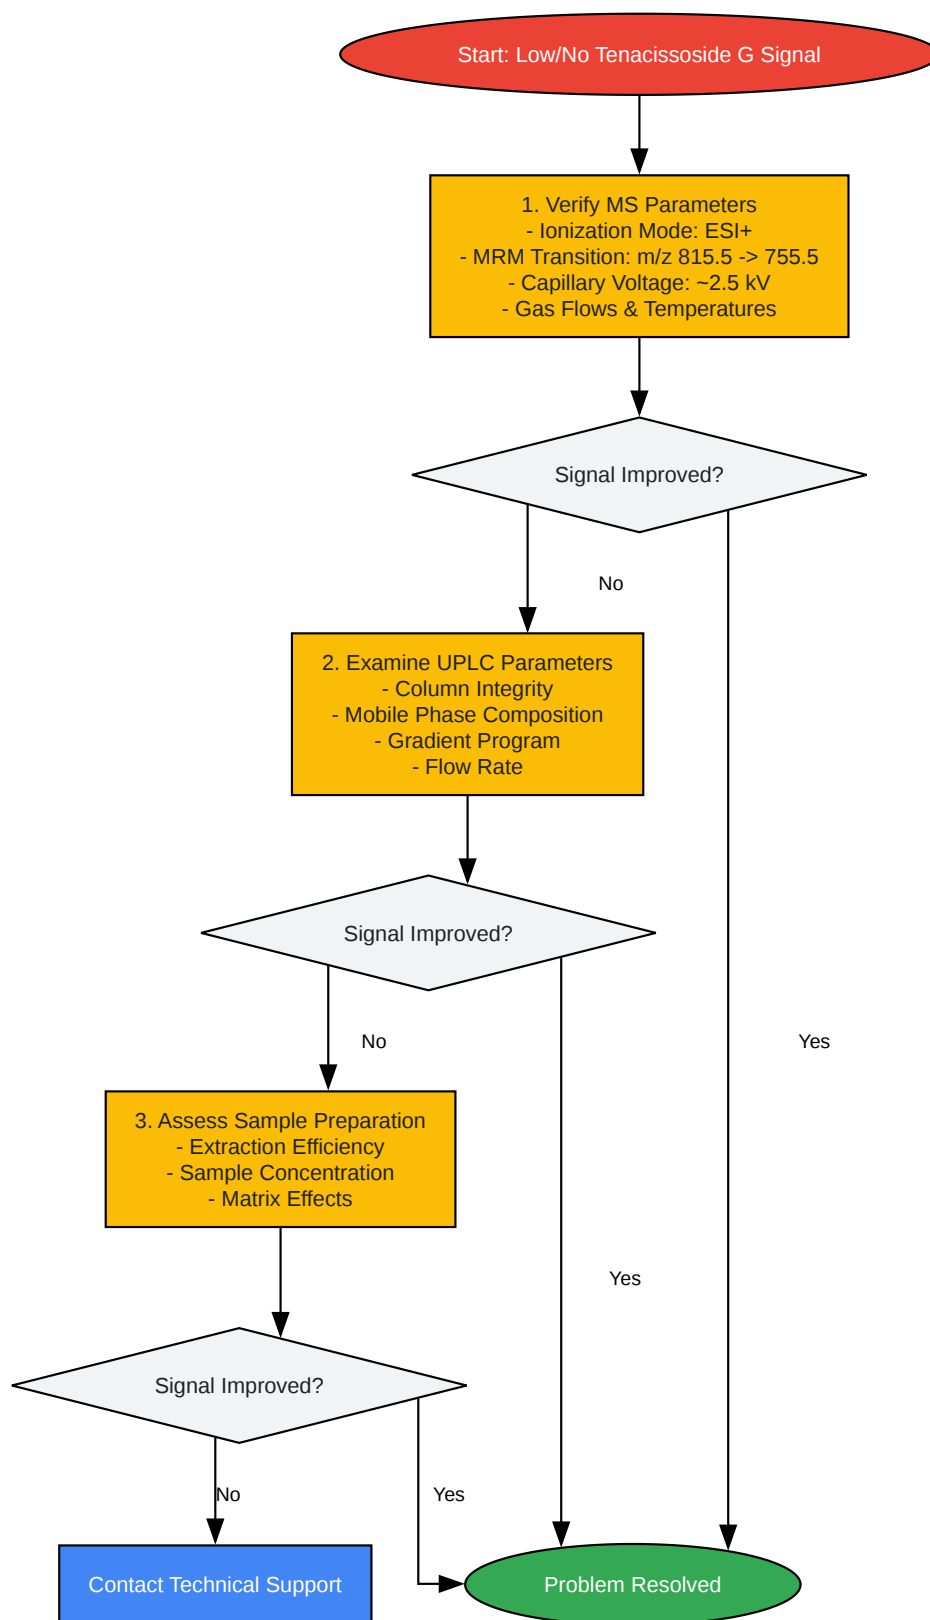 Start: Low/No Tenacissoside G Signal
1. Verify MS Parameters
- Ionization Mode: ESI+
- MRM Transition: m/z 815.5 -> 755.5
- Capillary Voltage: ~2.5 kV
- Gas Flows & Temperatures
Signal Improved?
No
2. Examine UPLC Parameters
- Column Integrity
- Mobile Phase Composition
- Gradient Program
- Flow Rate
Signal Improved?
No
Yes
3. Assess Sample Preparation
- Extraction Efficiency
- Sample Concentration
- Matrix Effects
Yes
Signal Improved?
No
Yes
Contact Technical Support
Problem Resolved